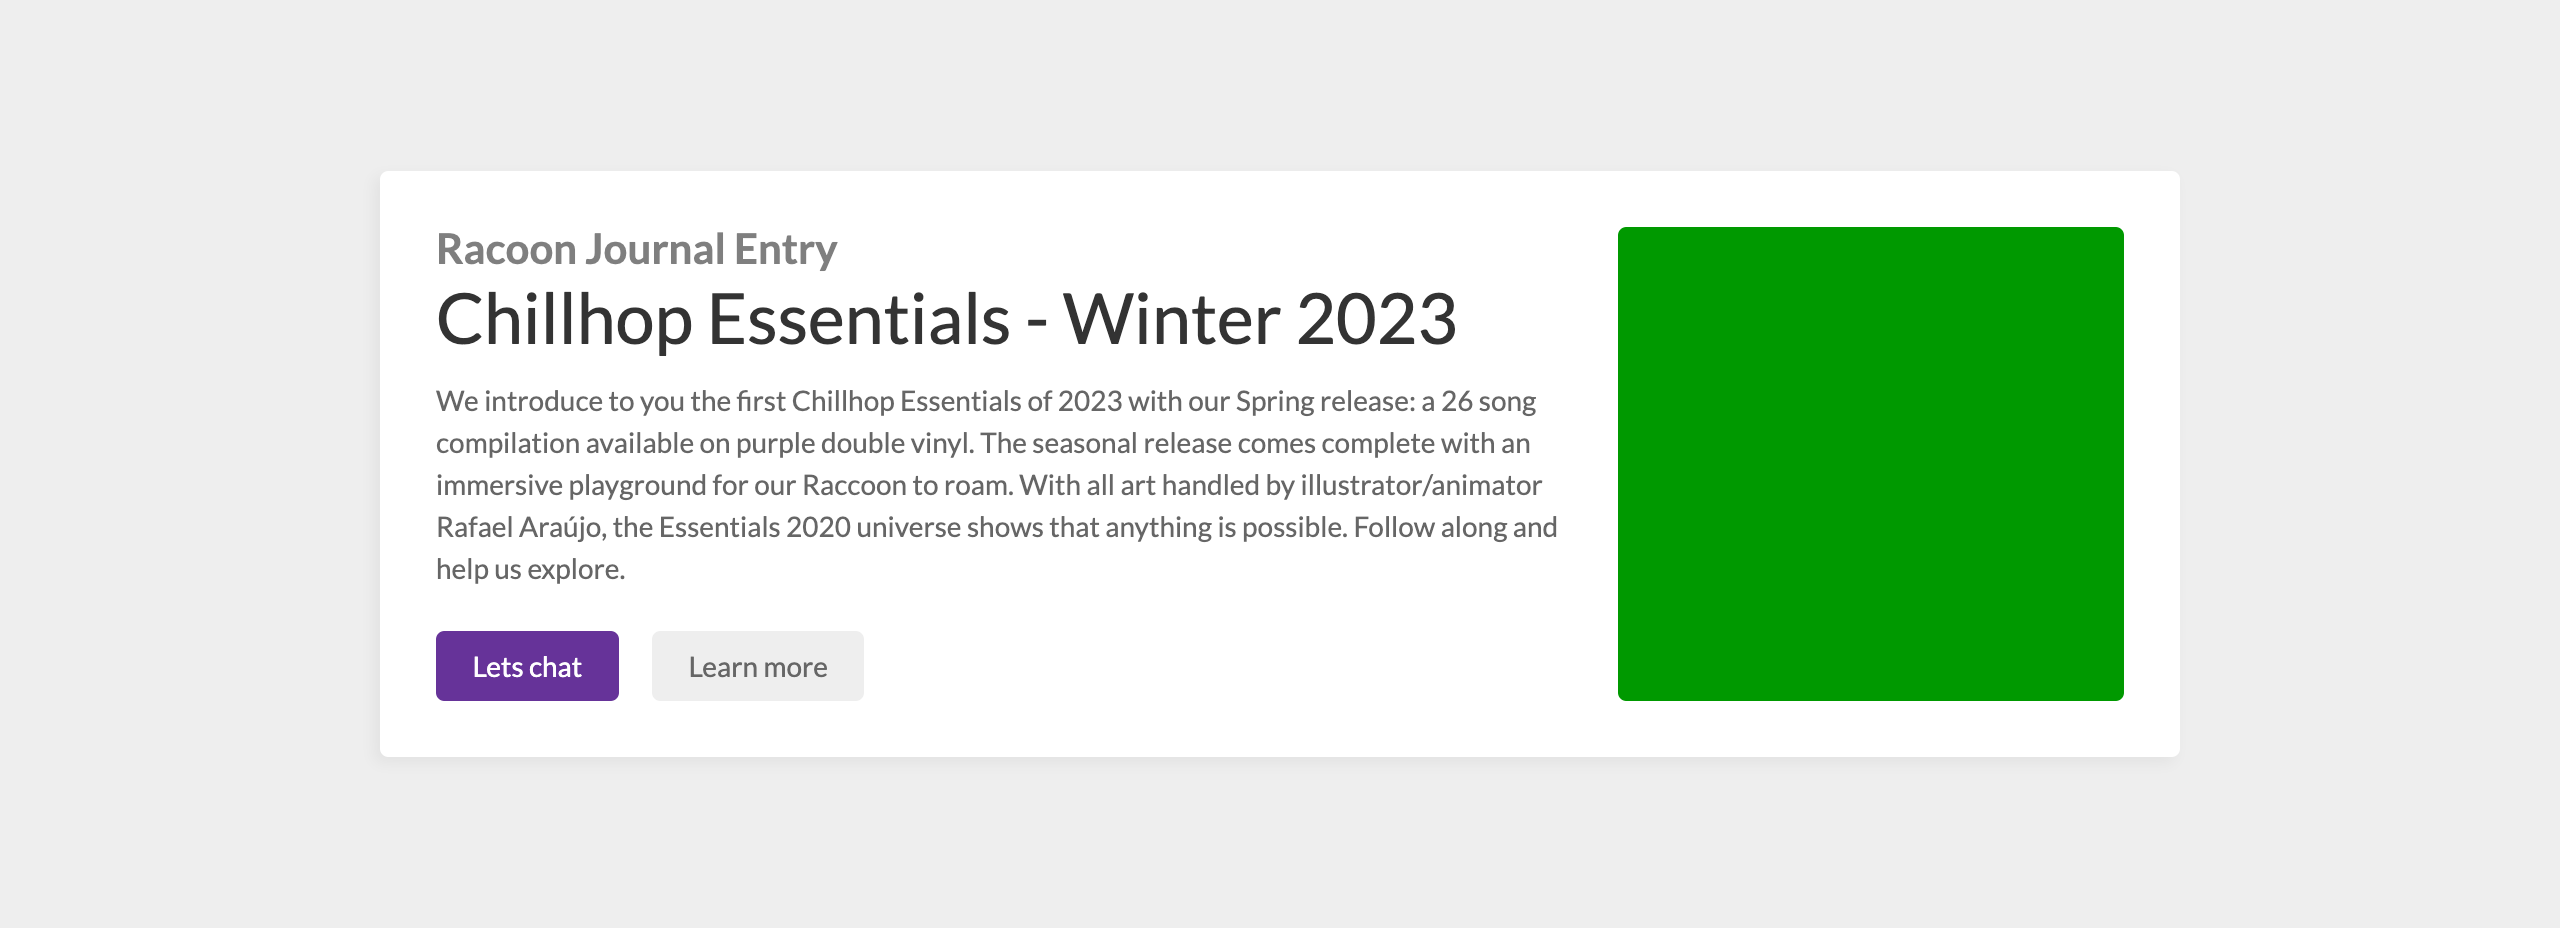 Racoon Journal Entry
Chillhop Essentials - Winter 2023
We introduce to you the first Chillhop Essentials of 2023 with our Spring release: a 26 song
compilation available on purple double vinyl. The seasonal release comes complete with an
immersive playground for our Raccoon to roam. With all art handled by illustrator/animator
Rafael Araújo, the Essentials 2020 universe shows that anything is possible. Follow along and
help us explore.
Lets chat
Learn more